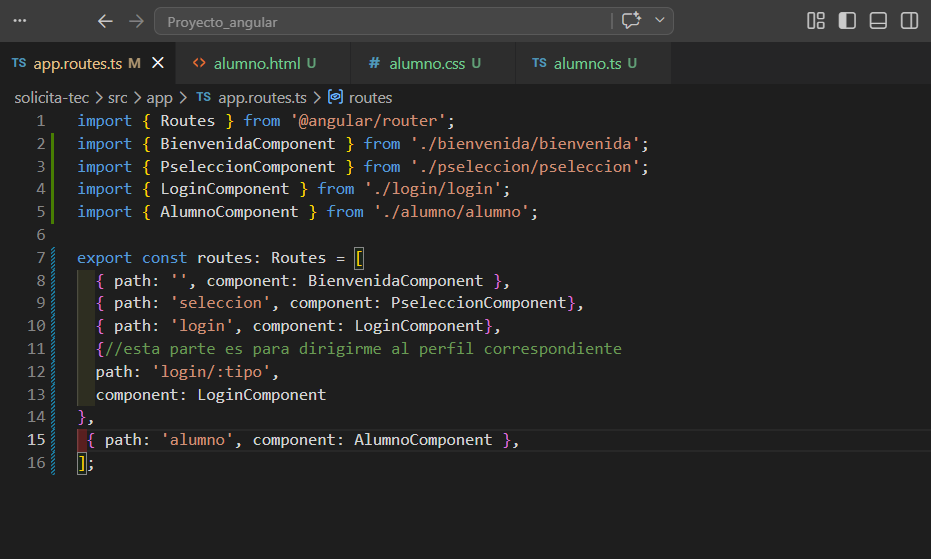 Proyecto_angular
TS app.routes.ts M
<> alumno.html U
# alumno.css U
TS alumno.ts U
solicita-tec > src > app > TS app.routes.ts > routes
1 import { Routes } from '@angular/router';
2 import { BienvenidaComponent } from './bienvenida/bienvenida';
3 import { PseleccionComponent } from './pseleccion/pseleccion';
4 import { LoginComponent } from './login/login';
5 import { AlumnoComponent } from './alumno/alumno';
6
7 export const routes: Routes = [
8   { path: '', component: BienvenidaComponent },
9   { path: 'seleccion', component: PseleccionComponent},
10   { path: 'login', component: LoginComponent},
11   {//esta parte es para dirigirme al perfil correspondiente
12   path: 'login/:tipo',
13   component: LoginComponent
14 },
15  { path: 'alumno', component: AlumnoComponent },
16 ];